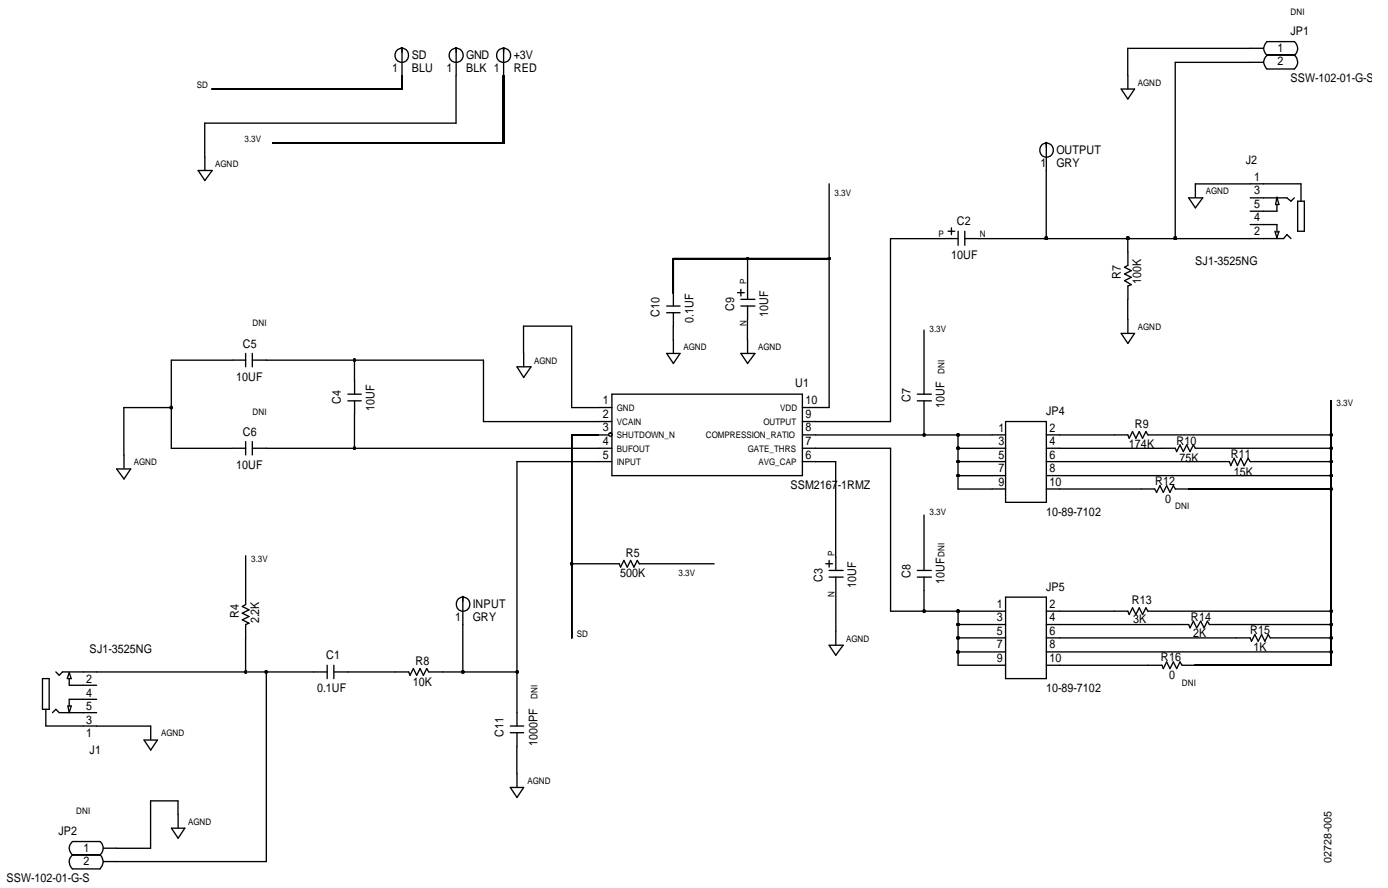 DNI
JP1
1
2
SSW-102-01-G-S
AGND
SD
BLU
1
GND
BLK
1
+3V
RED
1
SD
3.3V
AGND
OUTPUT
GRY
1
J2
1
3
5
4
2
AGND
SJ1-3525NG
3.3V
C2
P
+
N
10UF
R7
100K
AGND
C10
0.1UF
AGND
C9
+
P
N
10UF
AGND
DNI
C5
10UF
C4
10UF
DNI
C6
10UF
AGND
AGND
U1
1
GND
2
VCAIN
3
SHUTDOWN_N
4
BUFOUT
5
INPUT
VDD
10
OUTPUT
9
COMPRESSION_RATIO
8
GATE_THRS
7
AVG_CAP
6
SSM2167-1RMZ
3.3V
C7
10UF
DNI
JP4
1
3
5
7
9
2
4
6
8
10
10-89-7102
R9
174K
R10
75K
R11
15K
R12
0
DNI
3.3V
3.3V
C8
10UF
DNI
C3
+
P
N
10UF
AGND
R5
500K
3.3V
SD
JP5
1
3
5
7
9
2
4
6
8
10
10-89-7102
R13
3K
R14
2K
R15
1K
R16
0
DNI
3.3V
R4
2.2K
INPUT
GRY
1
SJ1-3525NG
2
4
5
3
1
J1
AGND
C1
0.1UF
R8
10K
C11
1000PF
DNI
AGND
DNI
JP2
1
2
AGND
SSW-102-01-G-S
02728-005